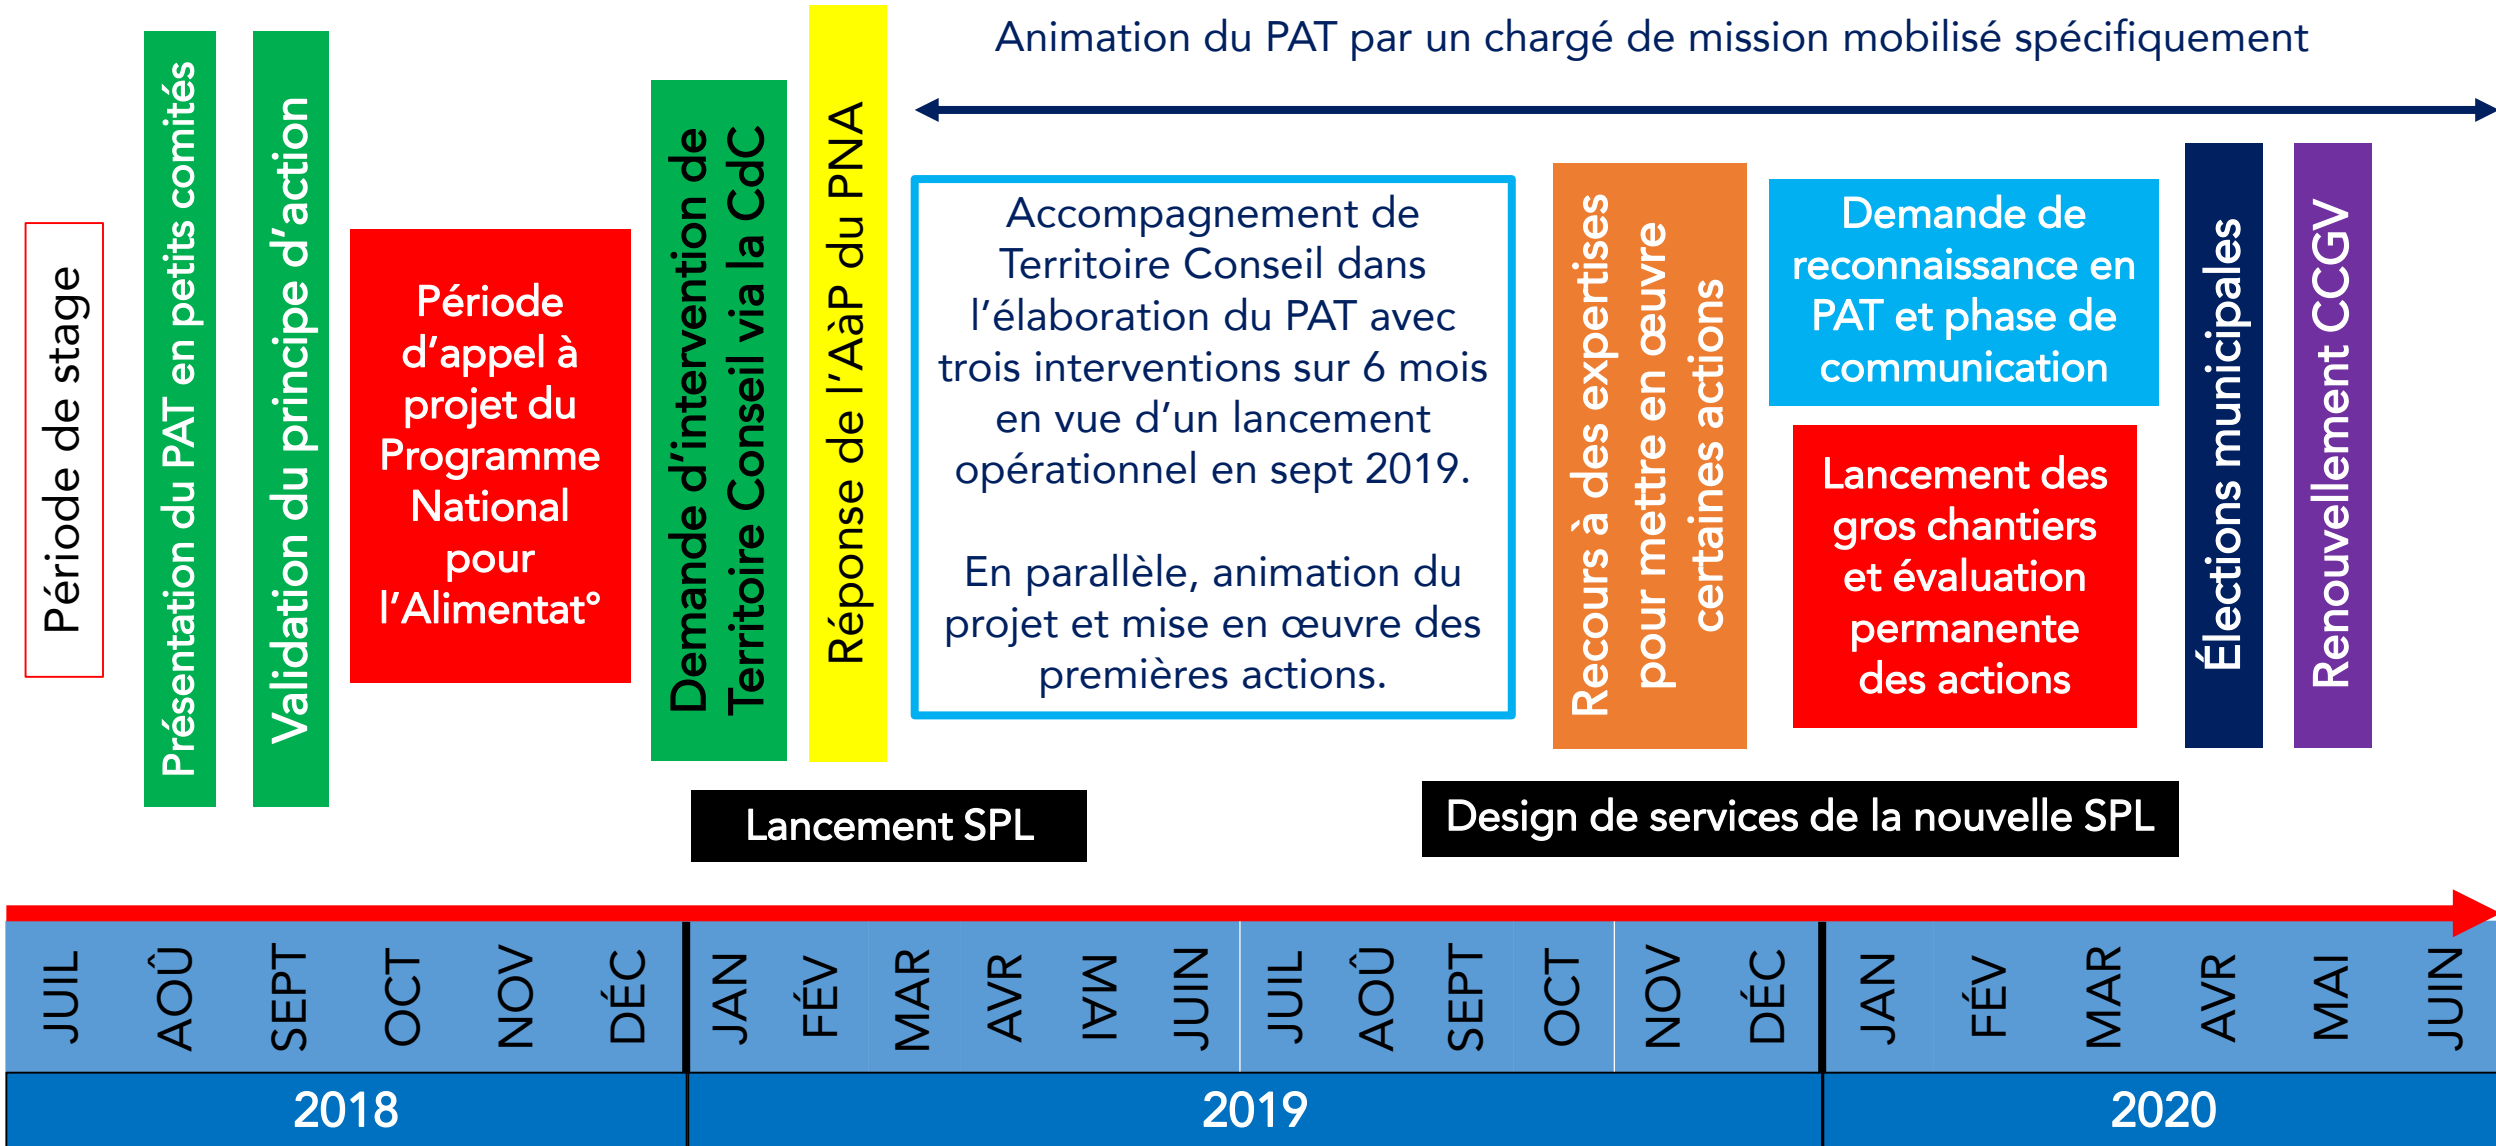 Animation du PAT par un chargé de mission mobilisé spécifiquement
Période de stage
Présentation du PAT en petits comités
Validation du principe d’action
Période
d’appel à
projet du
Programme
National
pour
l’Alimentat°
Demande d’intervention de
Territoire Conseil via la CdC
Réponse de l’AàP du PNA
Accompagnement de
Territoire Conseil dans
l’élaboration du PAT avec
trois interventions sur 6 mois
en vue d’un lancement
opérationnel en sept 2019.
En parallèle, animation du
projet et mise en œuvre des
premières actions.
Recours à des expertises
pour mettre en œuvre
certaines actions
Demande de
reconnaissance en
PAT et phase de
communication
Lancement des
gros chantiers
et évaluation
permanente
des actions
Élections municipales
Renouvellement CCGV
Lancement SPL
Design de services de la nouvelle SPL
JUIL
AOÛ
SEPT
OCT
NOV
DÉC
JAN
FÉV
MAR
AVR
MAI
JUIN
JUIL
AOÛ
SEPT
OCT
NOV
DÉC
JAN
FÉV
MAR
AVR
MAI
JUIN
2018
2019
2020